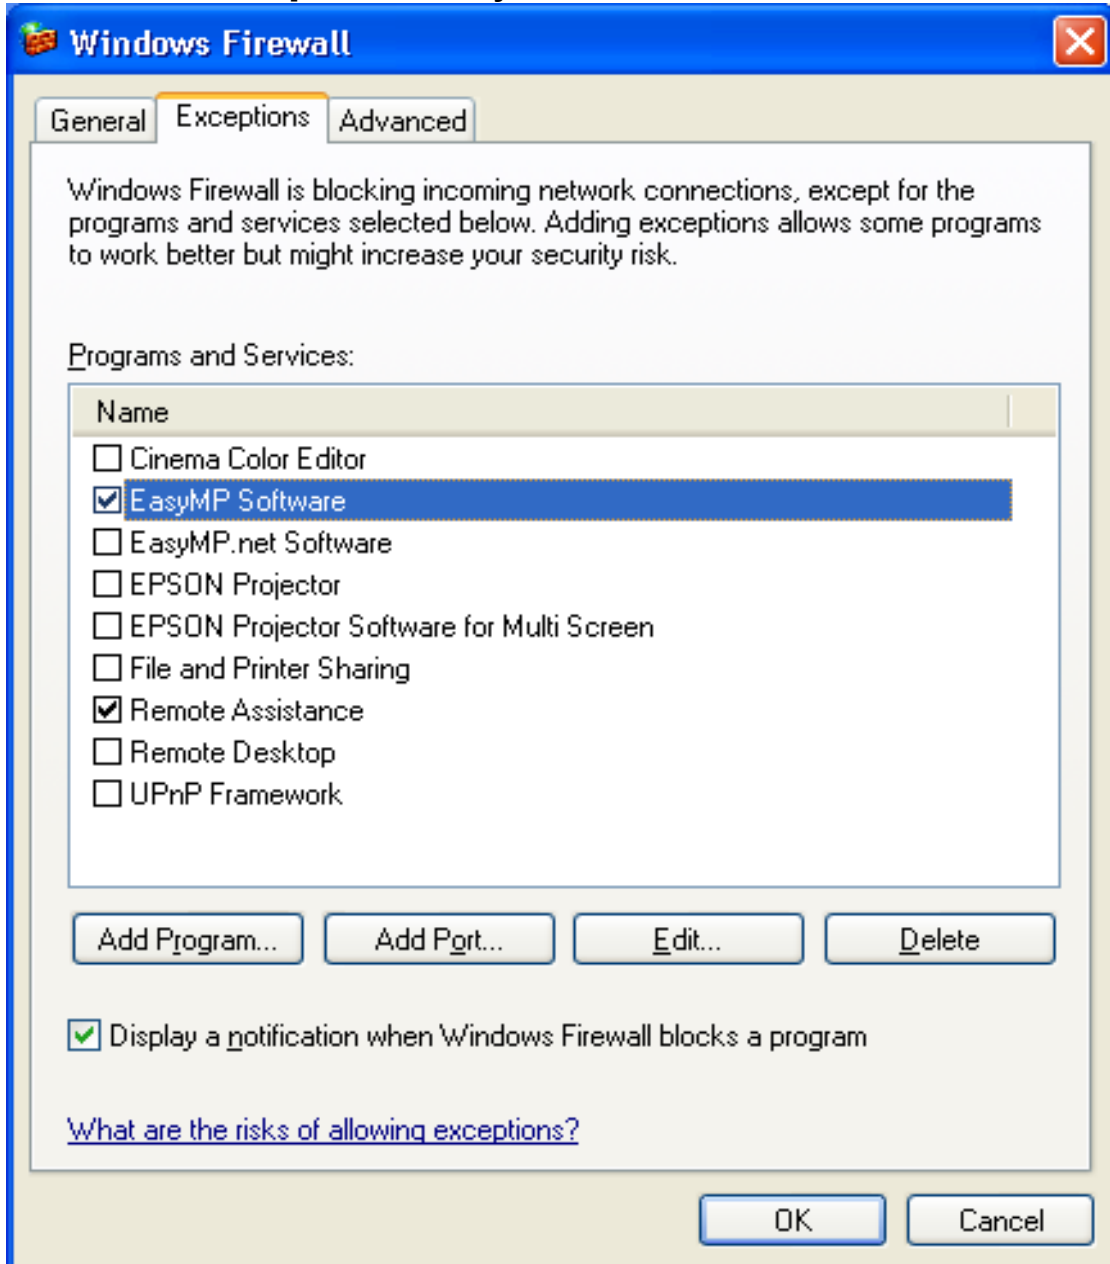 Windows Firewall
General
Exceptions
Advanced
Windows Firewall is blocking incoming network connections, except for the
programs and services selected below. Adding exceptions allows some programs
to work better but might increase your security risk.
Programs and Services:
Name
Cinema Color Editor
EasyMP Software
EasyMP.net Software
EPSON Projector
EPSON Projector Software for Multi Screen
File and Printer Sharing
Remote Assistance
Remote Desktop
UPnP Framework
Add Program...
Add Port...
Edit...
Delete
Display a notification when Windows Firewall blocks a program
What are the risks of allowing exceptions?
OK
Cancel